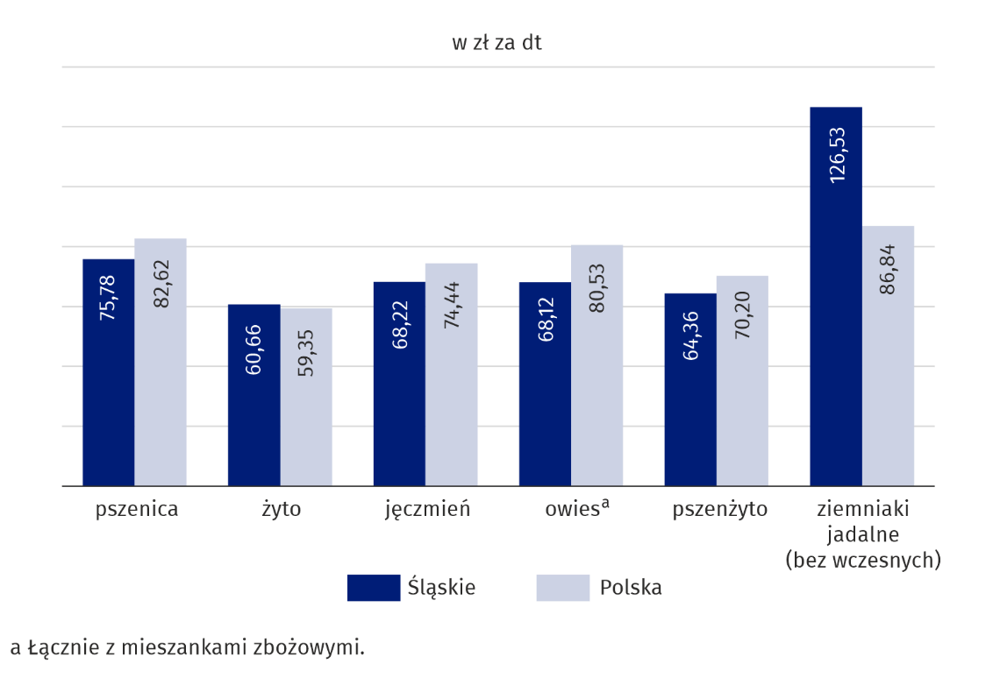 w zł za dt
75,78
82,62
60,66
59,35
68,22
74,44
68,12
80,53
64,36
70,20
126,53
86,84
pszenica
żyto
jęczmień
owiesª
pszenżyto
ziemniaki
jadalne
(bez wczesnych)
Śląskie
Polska
a Łącznie z mieszankami zbożowymi.